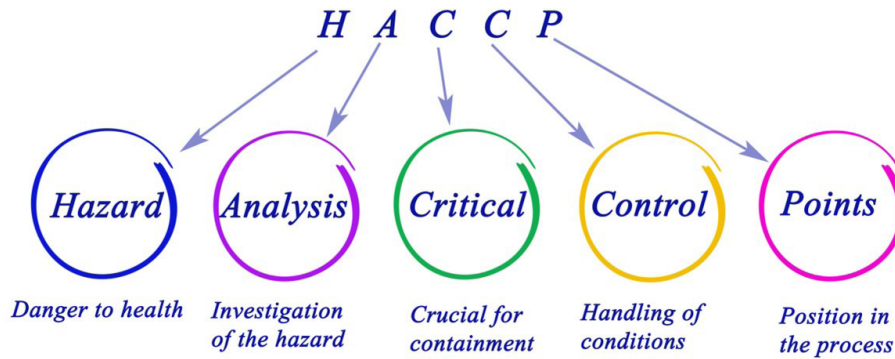 H A C C P
Hazard
Analysis
Critical
Control
Points
Danger to health
Investigation
of the hazard
Crucial for
containment
Handling of
conditions
Position in
the process